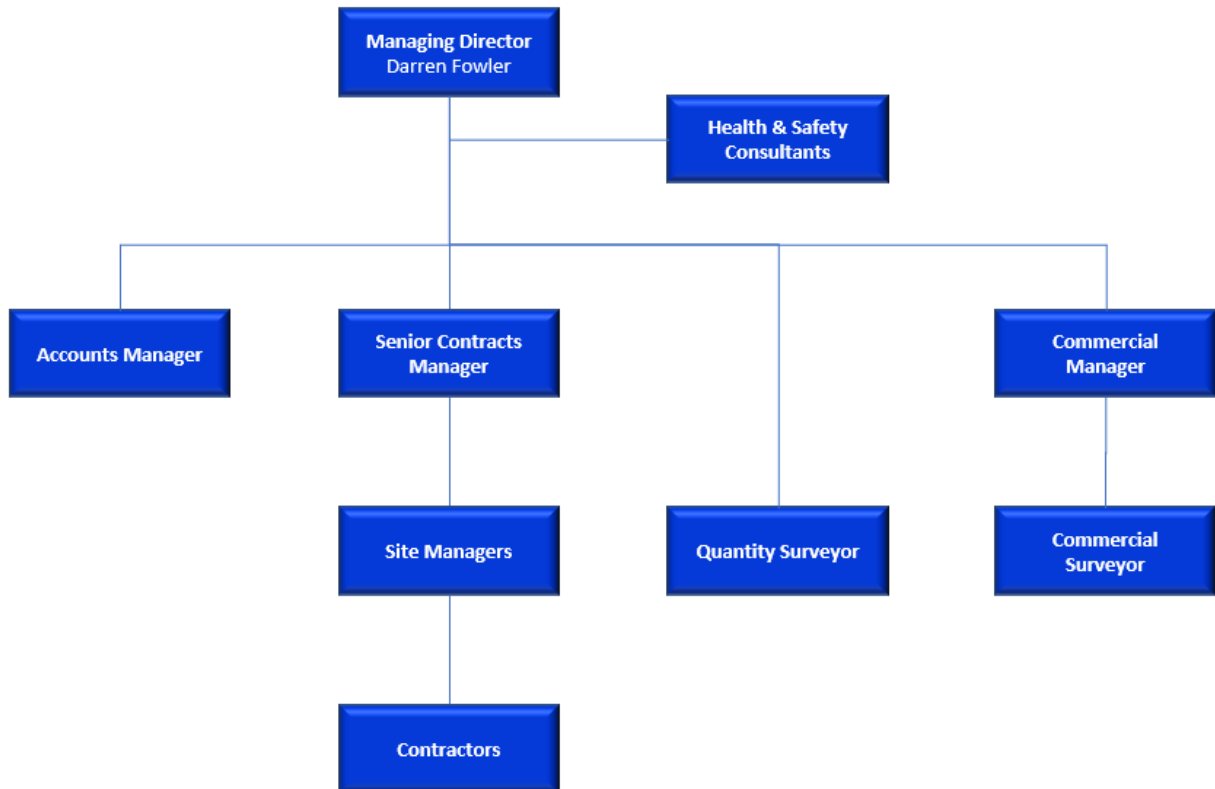 Managing Director
Darren Fowler
Health & Safety
Consultants
Accounts Manager
Senior Contracts
Manager
Commercial
Manager
Site Managers
Quantity Surveyor
Commercial
Surveyor
Contractors